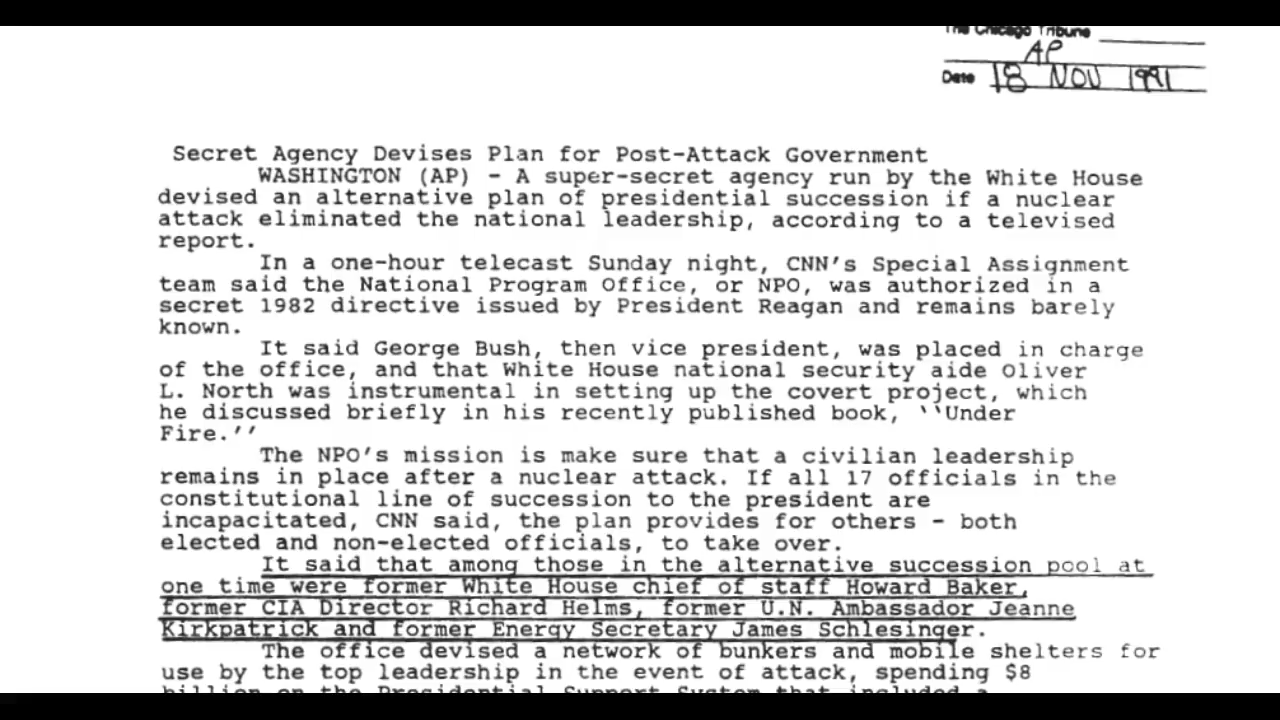 The Chicago Tribune
AP
Date 18 NOV 1991
Secret Agency Devises Plan for Post-Attack Government
WASHINGTON (AP) - A super-secret agency run by the White House
devised an alternative plan of presidential succession if a nuclear
attack eliminated the national leadership, according to a televised
report.
In a one-hour telecast Sunday night, CNN's Special Assignment
team said the National Program Office, or NPO, was authorized in a
secret 1982 directive issued by President Reagan and remains barely
known.
It said George Bush, then vice president, was placed in charge
of the office, and that White House national security aide Oliver
L. North was instrumental in setting up the covert project, which
he discussed briefly in his recently published book, ``Under
Fire.''
The NPO's mission is make sure that a civilian leadership
remains in place after a nuclear attack. If all 17 officials in the
constitutional line of succession to the president are
incapacitated, CNN said, the plan provides for others - both
elected and non-elected officials, to take over.
It said that among those in the alternative succession pool at
one time were former White House chief of staff Howard Baker,
former CIA Director Richard Helms, former U.N. Ambassador Jeanne
Kirkpatrick and former Energy Secretary James Schlesinger.
The office devised a network of bunkers and mobile shelters for
use by the top leadership in the event of attack, spending $8
billion on the Presidential Support System that included a